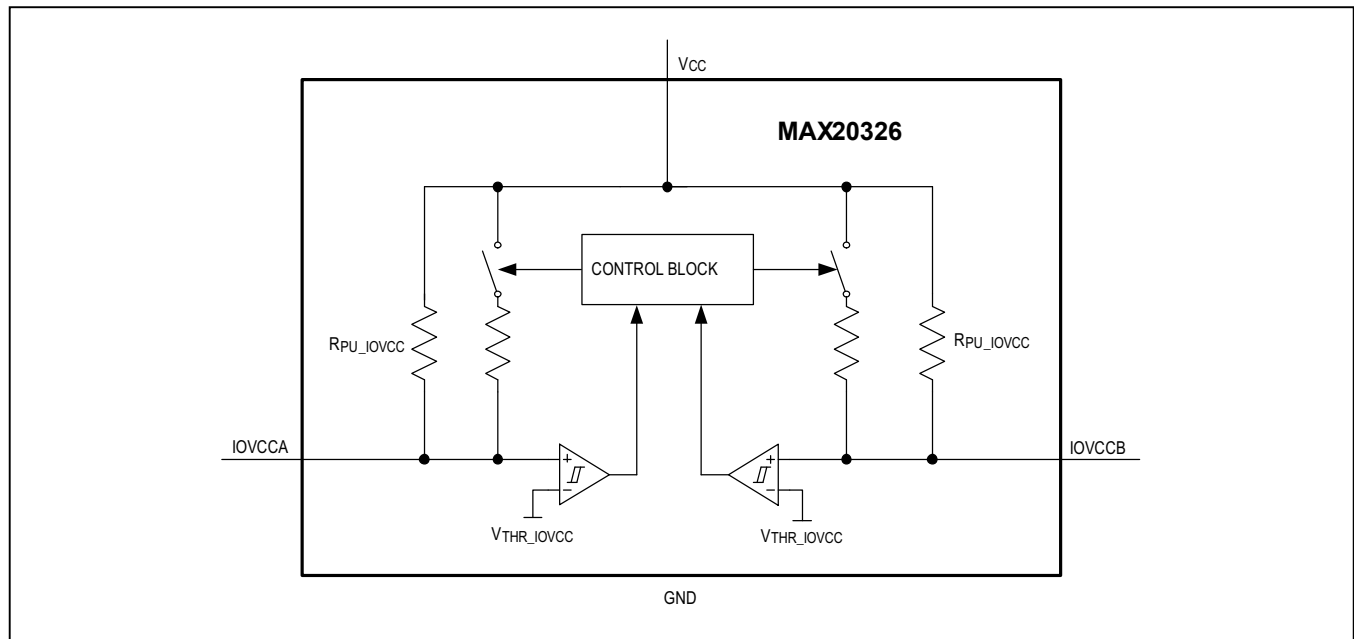 VCC
MAX20326
CONTROL BLOCK
RPU_IOVCC
RPU_IOVCC
IOVCCA
+
-
+
-
IOVCCB
VTHR_IOVCC
VTHR_IOVCC
GND